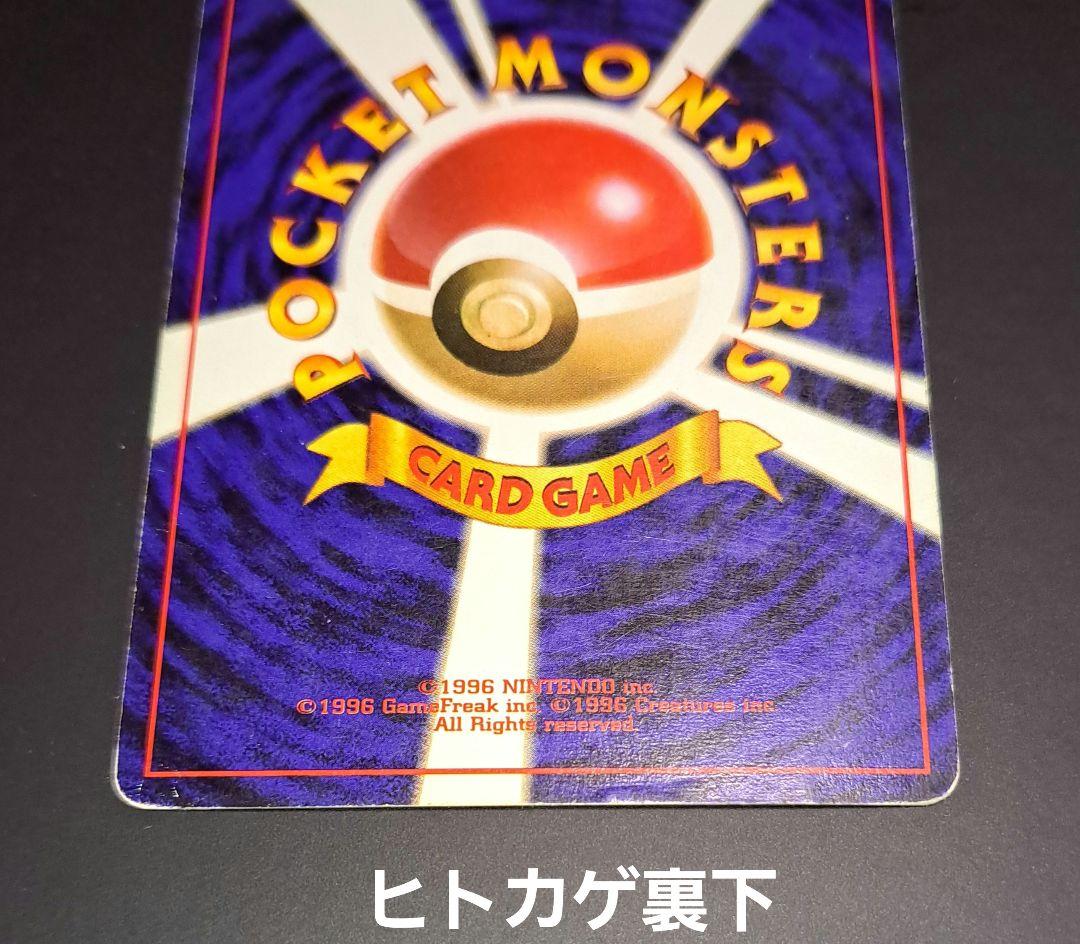 POCKET MONSTERS
CARD GAME
©1996 NINTENDO inc.
©1996 GameFreak inc. ©1996 Creatures inc.
All Rights reserved.
ヒトカゲ裏下